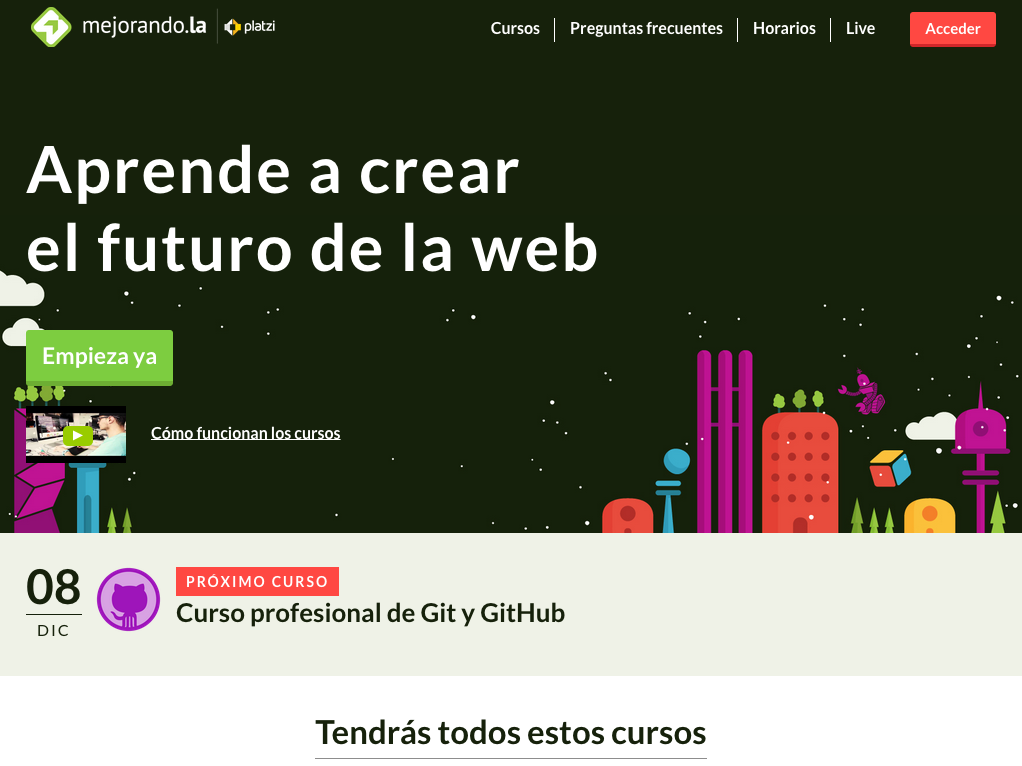 mejorando.la
platzi
Cursos
Preguntas frecuentes
Horarios
Live
Acceder
Aprende a crear
el futuro de la web
Empieza ya
Cómo funcionan los cursos
08
DIC
PRÓXIMO CURSO
Curso profesional de Git y GitHub
Tendrás todos estos cursos